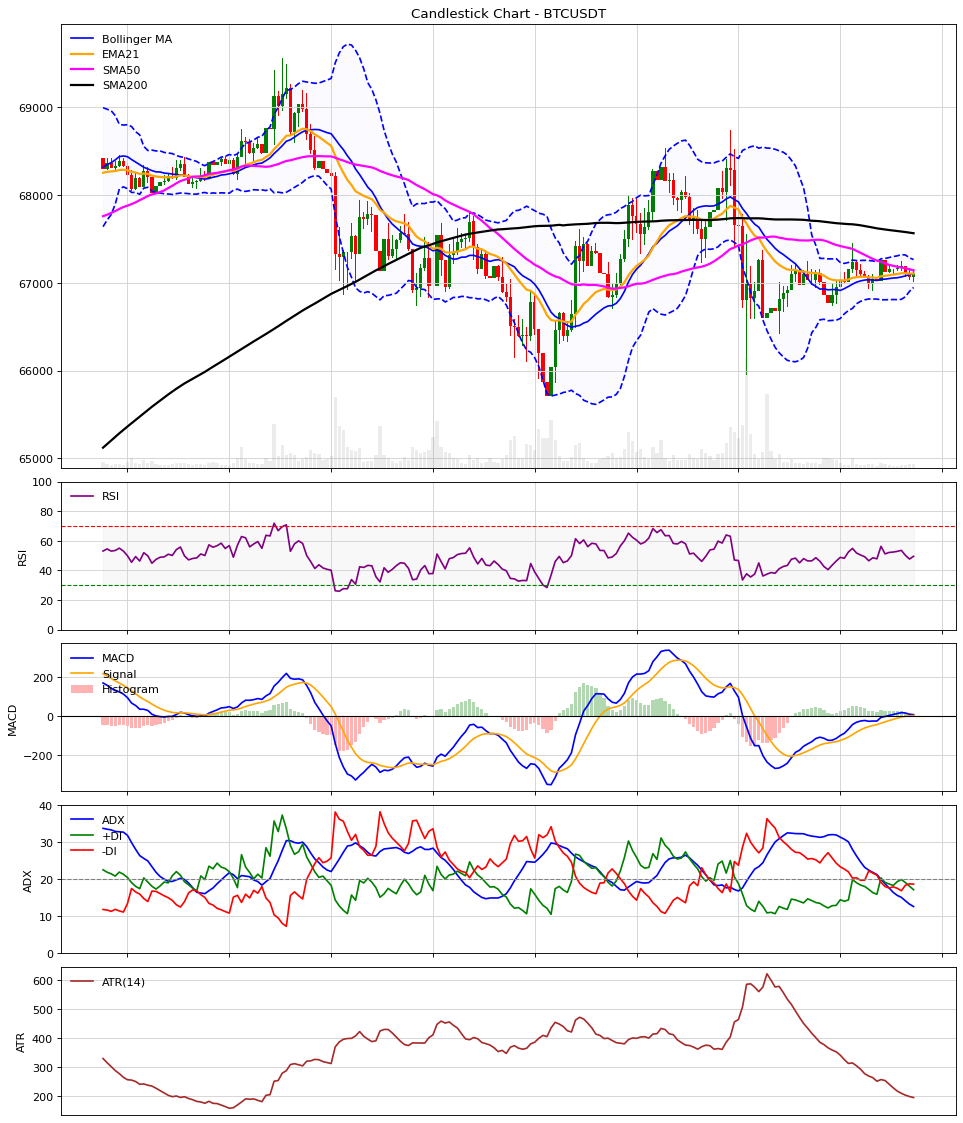 Candlestick Chart - BTCUSDT
Bollinger MA
EMA21
SMA50
SMA200
69000
68000
67000
66000
65000
RSI
100
80
60
40
20
0
RSI
MACD
Signal
Histogram
200
0
−200
MACD
ADX
+DI
-DI
40
30
20
10
0
ADX
ATR(14)
600
500
400
300
200
ATR